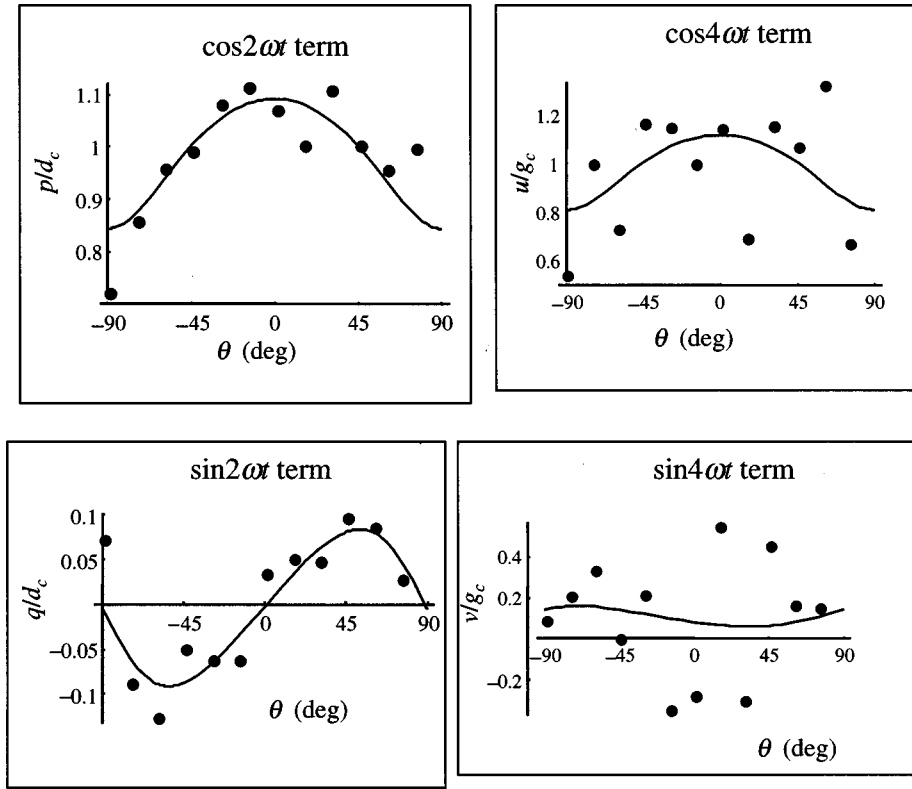 cos2ωt term
p/d_c
1.1
1
0.9
0.8
−90 −45 0 45 90
θ (deg)
cos4ωt term
u/g_c
1.2
1
0.8
0.6
−90 −45 0 45 90
θ (deg)
sin2ωt term
q/d_c
0.1
0.05
−0.05
−0.1
−45 0 45 90
θ (deg)
sin4ωt term
v/g_c
0.4
0.2
−0.2
−90 −45 0 45 90
θ (deg)